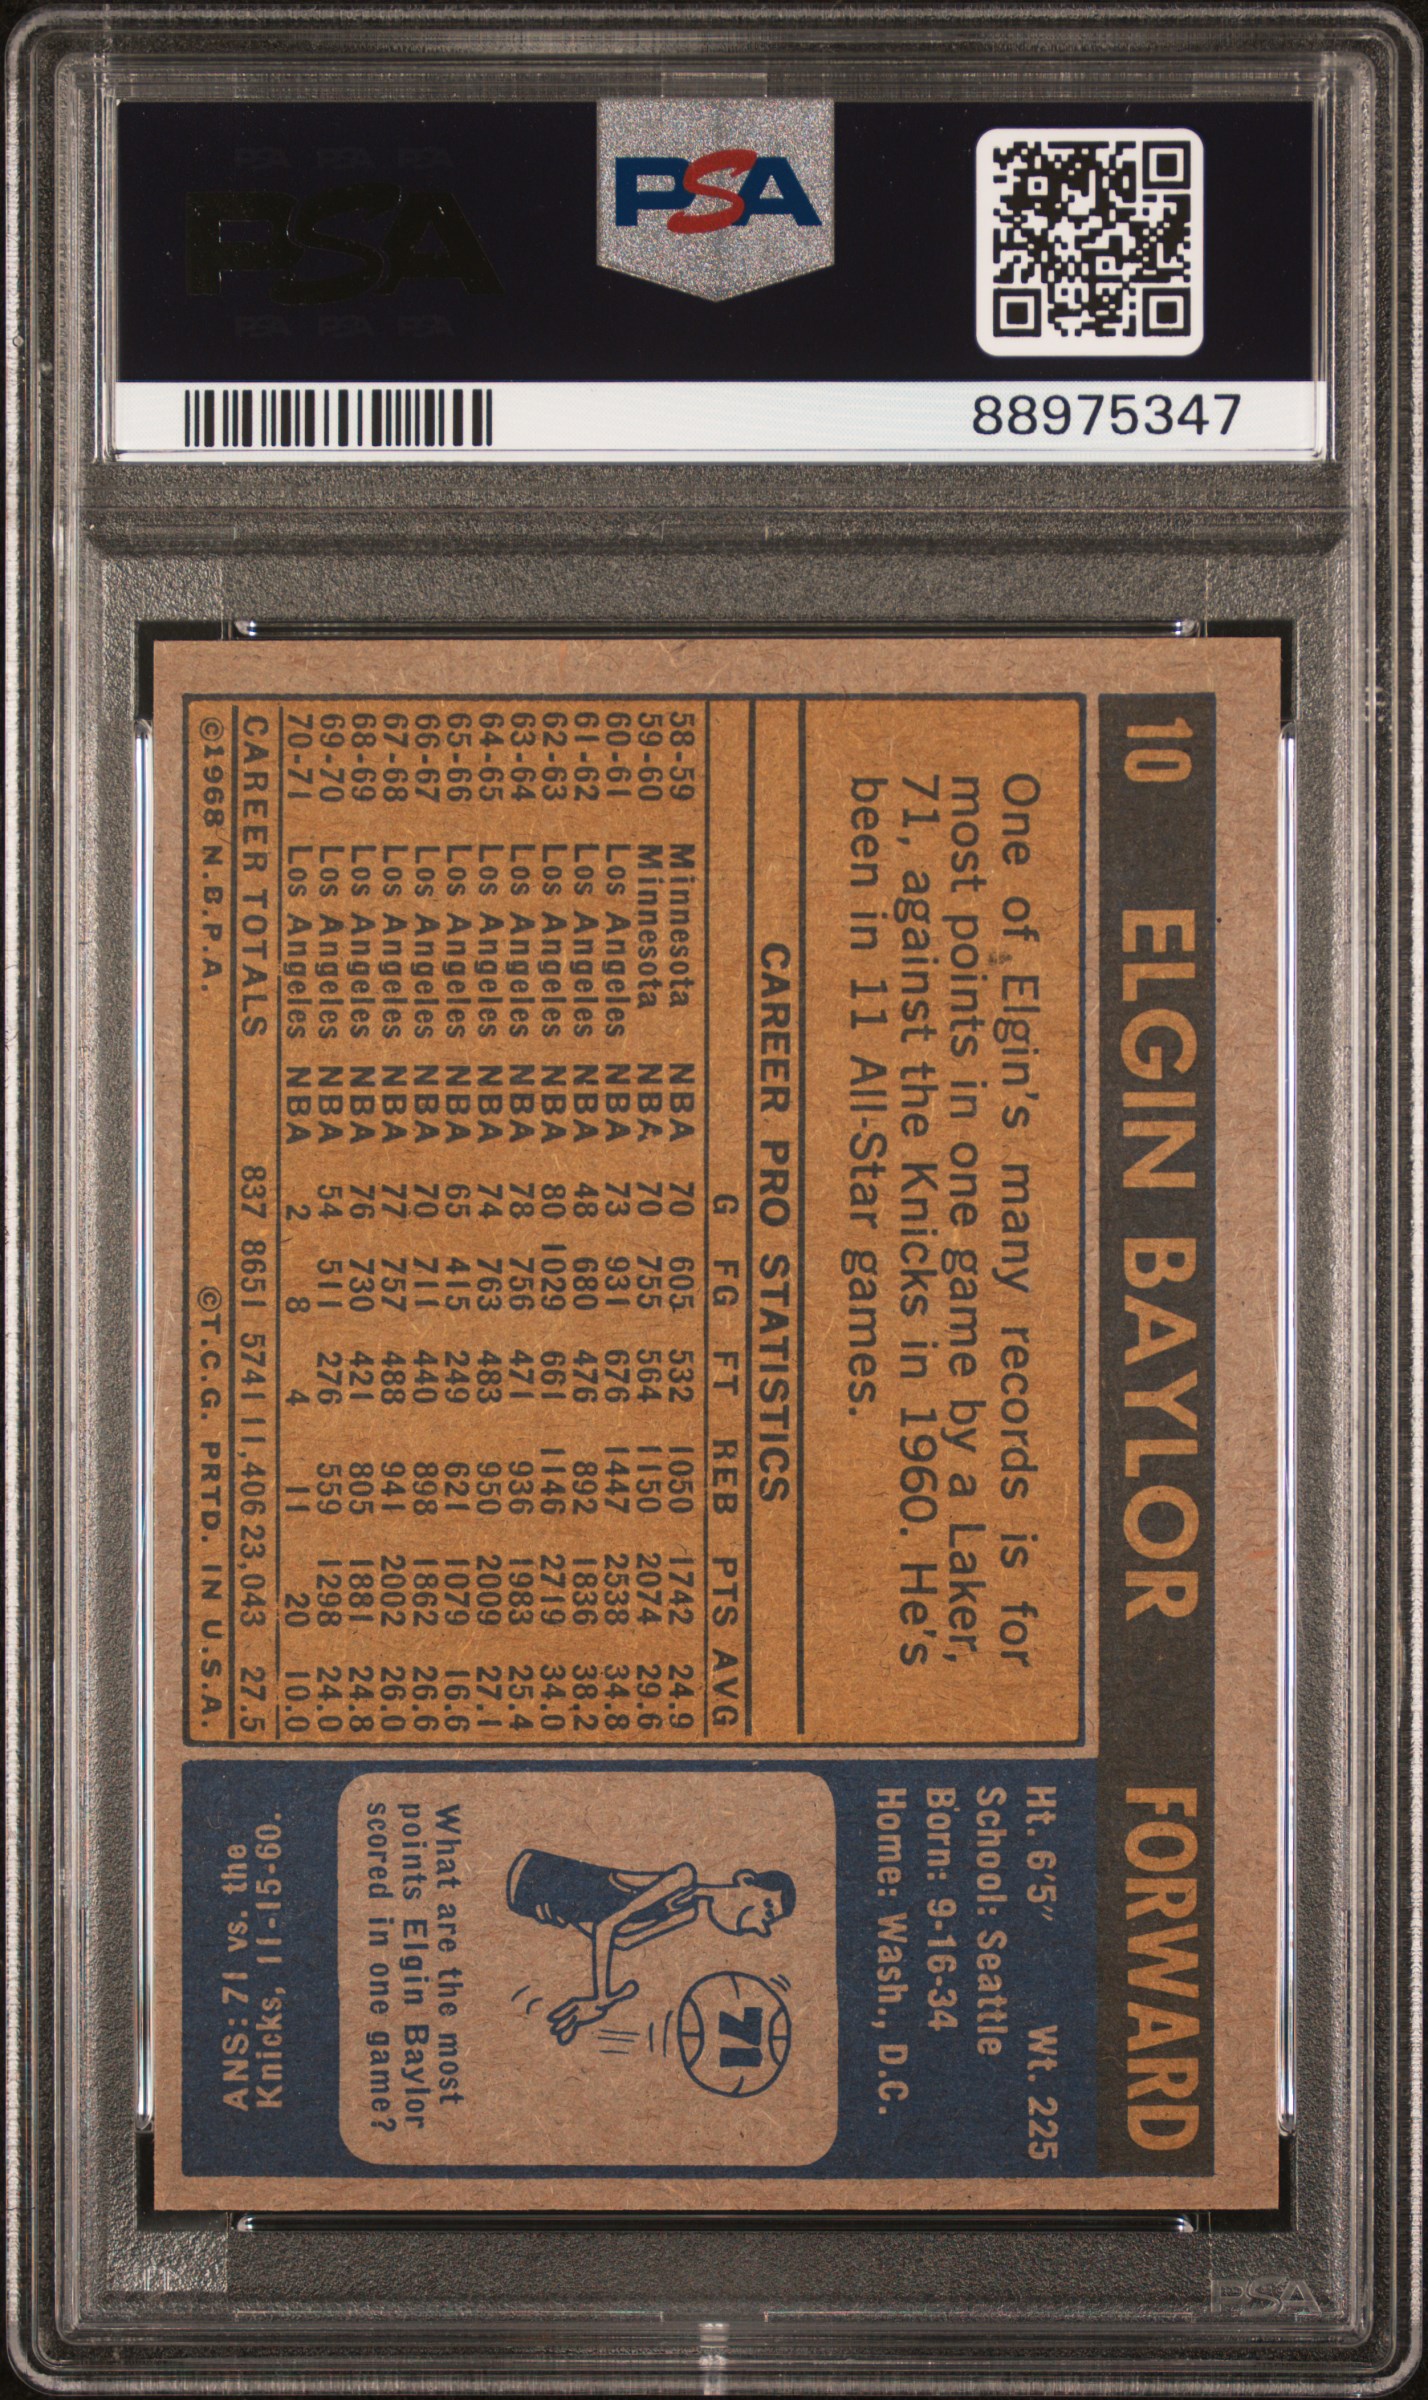 PSA
PSA
PSA PSA PSA
PSA PSA PSA
88975347
10 ELGIN BAYLOR FORWARD
One of Elgin's many records is for
most points in one game by a Laker,
71, against the Knicks in 1960. He's
been in 11 All-Star games.
CAREER PRO STATISTICS
G FG FT REB PTS AVG
58-59 Minnesota NBA 70 605 532 1050 1742 24.9
59-60 Minnesota NBA 70 755 564 1150 2074 29.6
60-61 Los Angeles NBA 73 931 676 1447 2538 34.8
61-62 Los Angeles NBA 48 680 476 892 1836 38.2
62-63 Los Angeles NBA 80 1029 661 1146 2719 34.0
63-64 Los Angeles NBA 78 756 471 936 1983 25.4
64-65 Los Angeles NBA 74 763 483 950 2009 27.1
65-66 Los Angeles NBA 65 415 249 621 1079 16.6
66-67 Los Angeles NBA 70 711 440 898 1862 26.6
67-68 Los Angeles NBA 77 757 488 941 2002 26.0
68-69 Los Angeles NBA 76 730 421 805 1881 24.8
69-70 Los Angeles NBA 54 511 276 559 1298 24.0
70-71 Los Angeles NBA 2 8 4 11 20 10.0
CAREER TOTALS 837 8651 5741 11,406 23,043 27.5
©1968 N.B.P.A. ©T.C.G. PRTD. IN U.S.A.
Ht. 6'5" Wt. 225
School: Seattle
Born: 9-16-34
Home: Wash., D.C.
71
What are the most
points Elgin Baylor
scored in one game?
ANS: 71 vs. the
Knicks, 11-15-60.
PSA